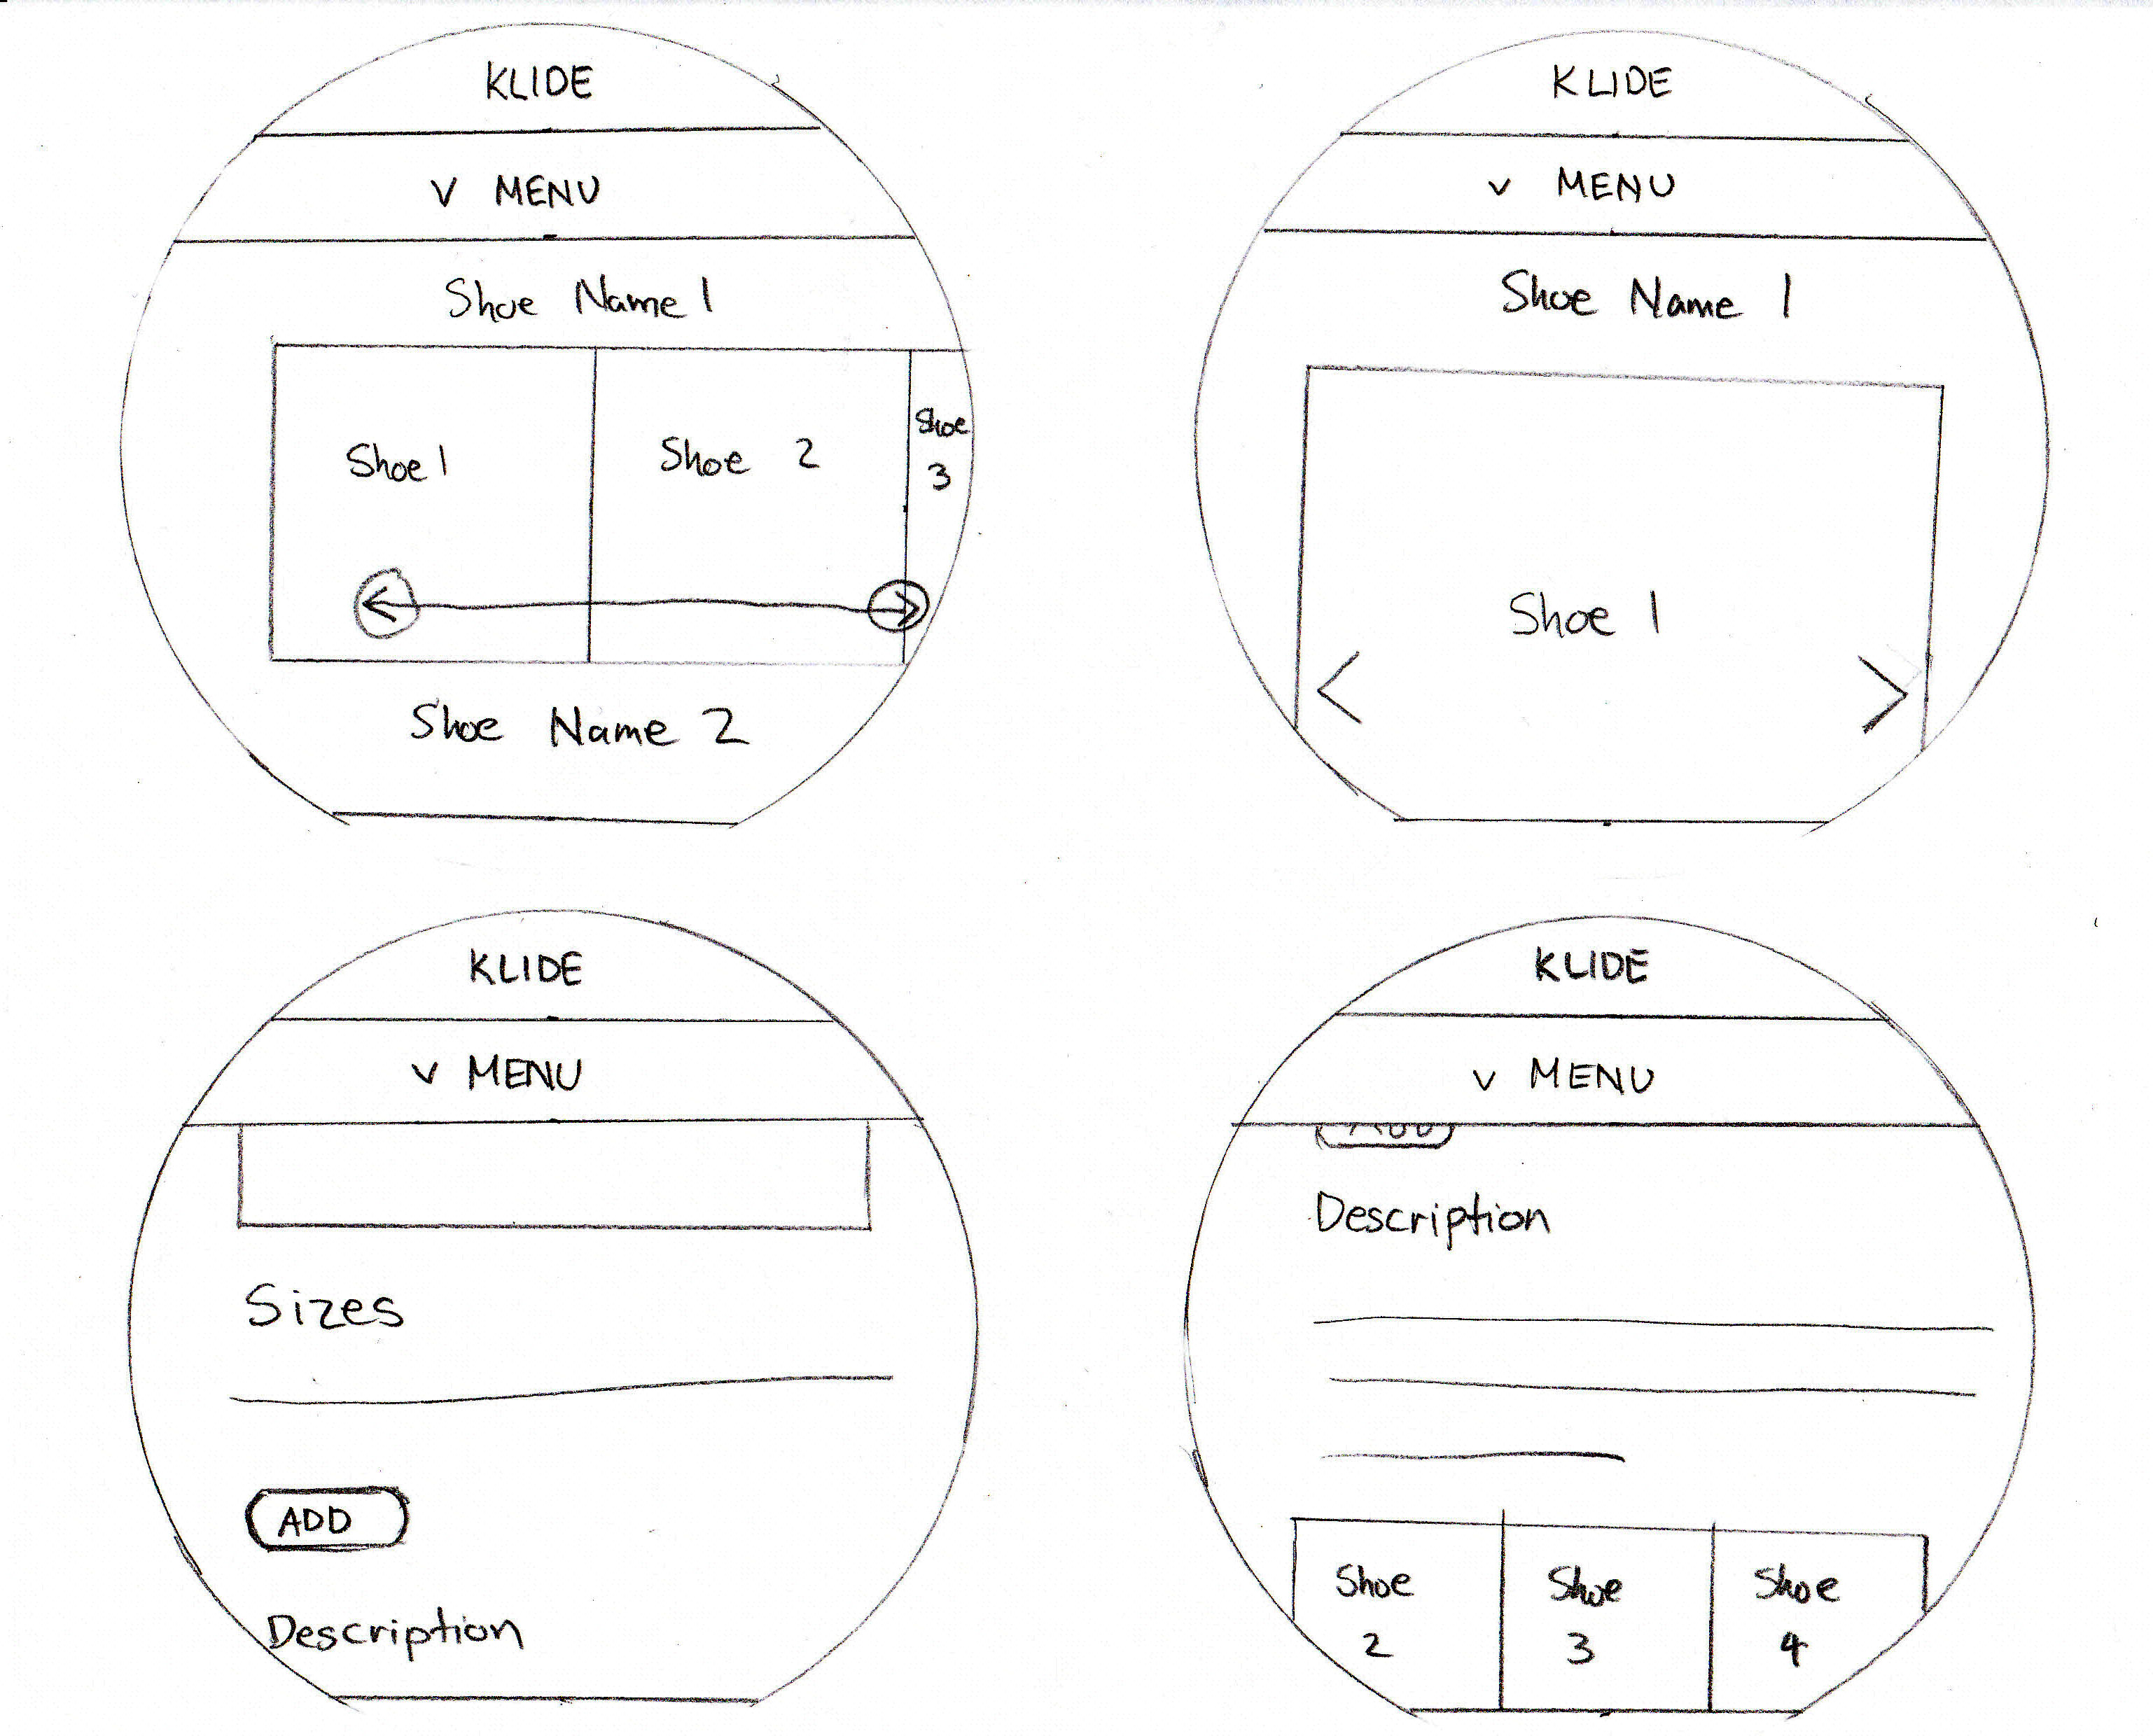 KLIDE
V MENU
Shoe Name 1
Shoe 1
Shoe 2
Shoe
3
Shoe Name 2
KLIDE
v MENU
Shoe Name 1
Shoe 1
KLIDE
v MENU
Sizes
ADD
Description
KLIDE
v MENU
ADD
Description
Shoe
2
Shoe
3
Shoe
4